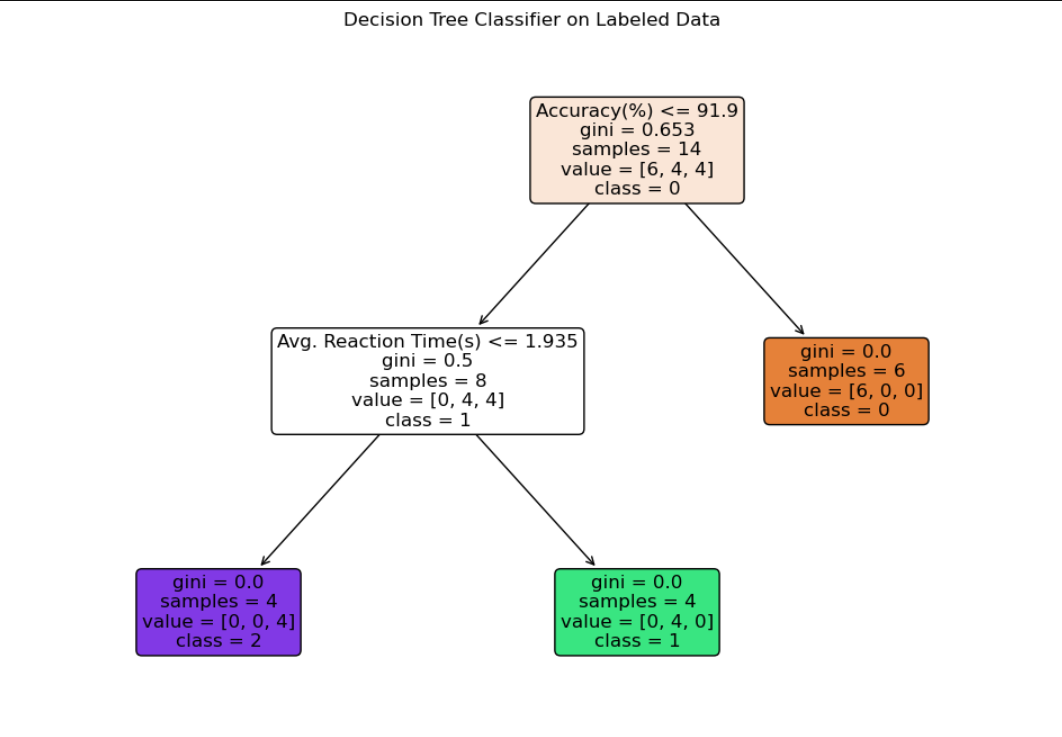 Decision Tree Classifier on Labeled Data
Accuracy(%) <= 91.9
gini = 0.653
samples = 14
value = [6, 4, 4]
class = 0
Avg. Reaction Time(s) <= 1.935
gini = 0.5
samples = 8
value = [0, 4, 4]
class = 1
gini = 0.0
samples = 6
value = [6, 0, 0]
class = 0
gini = 0.0
samples = 4
value = [0, 0, 4]
class = 2
gini = 0.0
samples = 4
value = [0, 4, 0]
class = 1